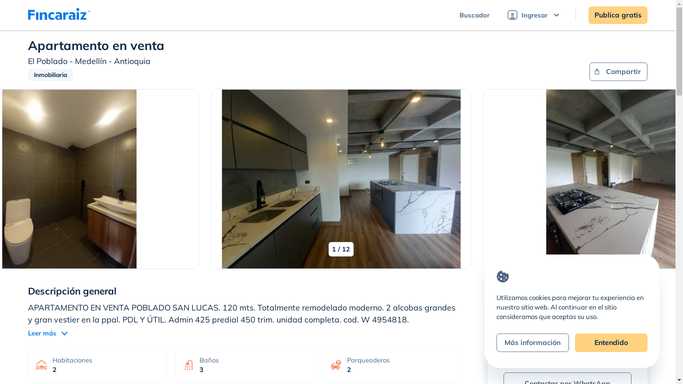 Fincaraiz
Buscador
Ingresar
Publica gratis
Apartamento en venta
El Poblado - Medellín - Antioquia
Inmobiliaria
Compartir
1 / 12
Descripción general
APARTAMENTO EN VENTA POBLADO SAN LUCAS. 120 mts. Totalmente remodelado moderno. 2 alcobas grandes
y gran vestier en la ppal. PDL Y ÚTIL. Admin 425 predial 450 trim. unidad completa. cod. W 4954818.
Leer más
Habitaciones
2
Baños
3
Parqueaderos
2
Utilizamos cookies para mejorar tu experiencia en
nuestro sitio web. Al continuar en el sitio
consideramos que aceptas su uso.
Más información
Entendido
Contactar por WhatsApp